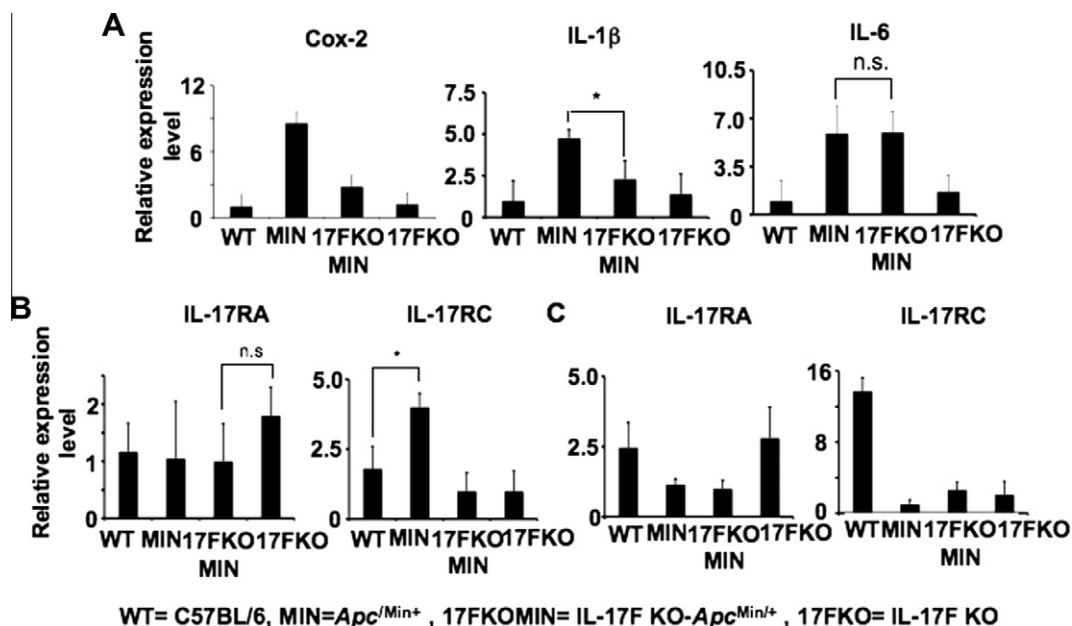 A
Cox-2
IL-1β
IL-6
Relative expression
level
12
6
0
WT MIN 17FKO 17FKO
MIN
7.5
5.0
2.5
0
*
WT MIN 17FKO 17FKO
MIN
10.5
7.0
3.5
0
n.s.
WT MIN 17FKO 17FKO
MIN
B
IL-17RA
IL-17RC
Relative expression
level
2
1
0
n.s
WT MIN 17FKO 17FKO
MIN
5.0
2.5
0
*
WT MIN 17FKO 17FKO
MIN
C
IL-17RA
IL-17RC
5.0
2.5
0
WT MIN 17FKO 17FKO
MIN
16
8
0
WT MIN 17FKO 17FKO
MIN
WT= C57BL/6, MIN=Apc/Min+ , 17FKOMIN= IL-17F KO-ApcMin/+ , 17FKO= IL-17F KO